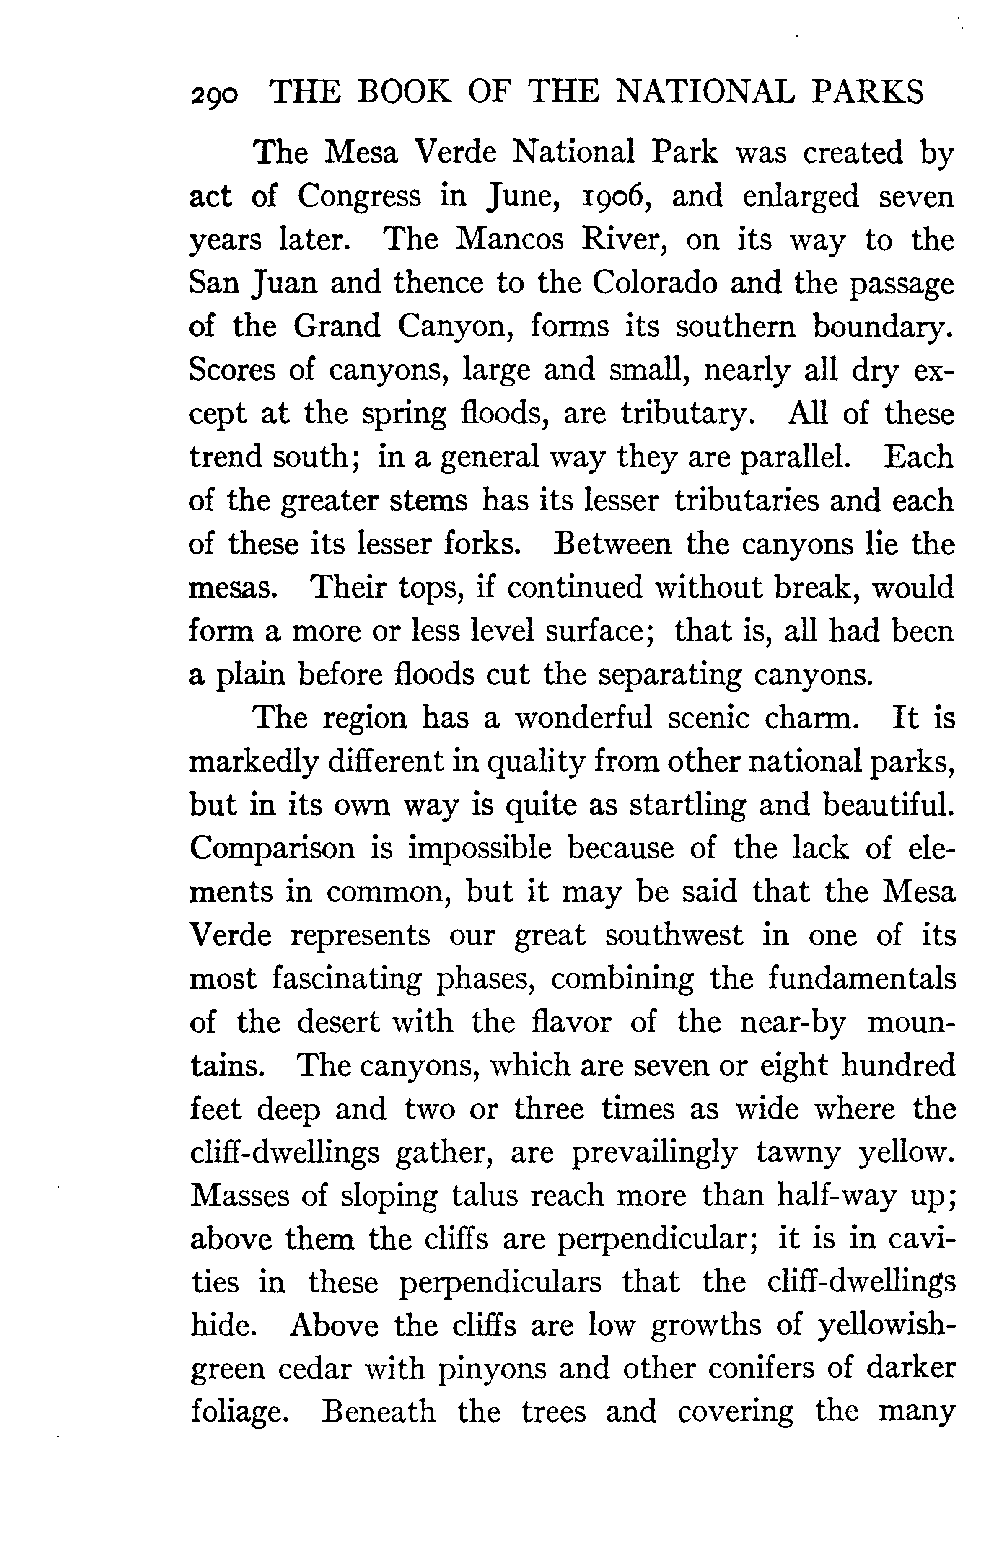 290 THE BOOK OF THE NATIONAL PARKS
The Mesa Verde National Park was created by
act of Congress in June, 1906, and enlarged seven
years later. The Mancos River, on its way to the
San Juan and thence to the Colorado and the passage
of the Grand Canyon, forms its southern boundary.
Scores of canyons, large and small, nearly all dry ex-
cept at the spring floods, are tributary. All of these
trend south; in a general way they are parallel. Each
of the greater stems has its lesser tributaries and each
of these its lesser forks. Between the canyons lie the
mesas. Their tops, if continued without break, would
form a more or less level surface; that is, all had been
a plain before floods cut the separating canyons.
The region has a wonderful scenic charm. It is
markedly different in quality from other national parks,
but in its own way is quite as startling and beautiful.
Comparison is impossible because of the lack of ele-
ments in common, but it may be said that the Mesa
Verde represents our great southwest in one of its
most fascinating phases, combining the fundamentals
of the desert with the flavor of the near-by moun-
tains. The canyons, which are seven or eight hundred
feet deep and two or three times as wide where the
cliff-dwellings gather, are prevailingly tawny yellow.
Masses of sloping talus reach more than half-way up;
above them the cliffs are perpendicular; it is in cavi-
ties in these perpendiculars that the cliff-dwellings
hide. Above the cliffs are low growths of yellowish-
green cedar with pinyons and other conifers of darker
foliage. Beneath the trees and covering the many